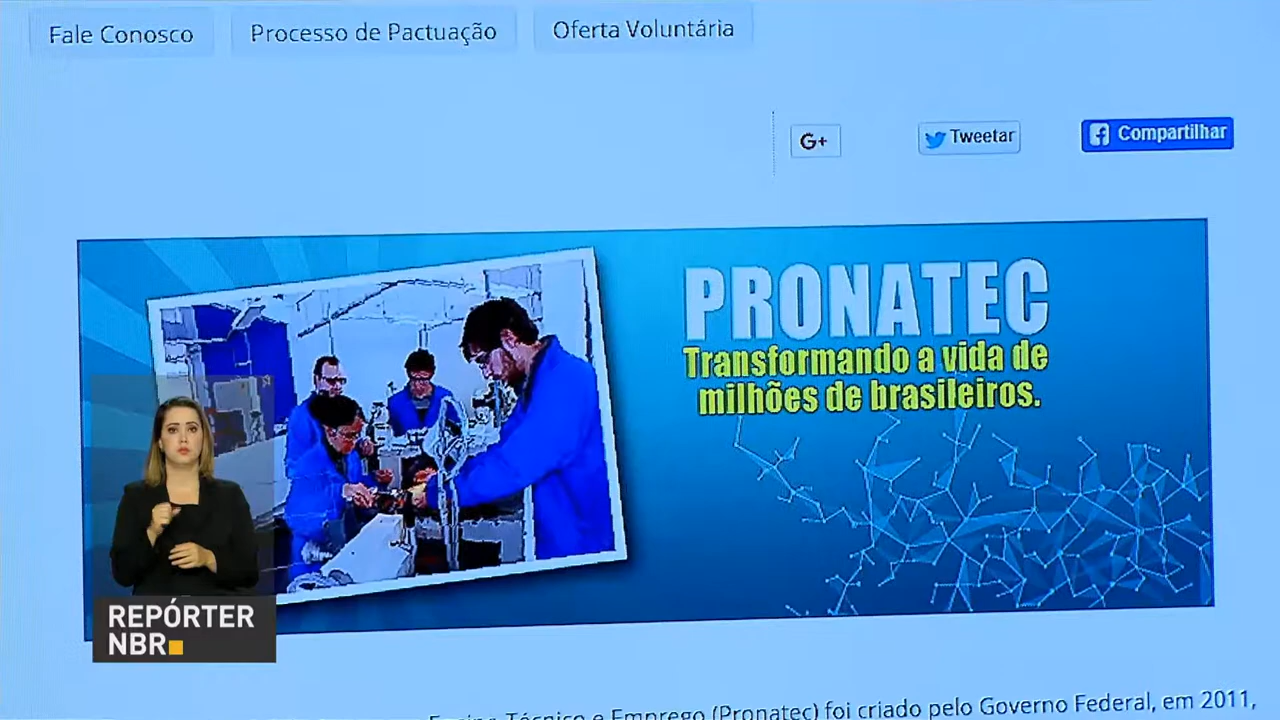 Fale Conosco
Processo de Pactuação
Oferta Voluntária
G+
Tweetar
Compartilhar
PRONATEC
Transformando a vida de
milhões de brasileiros.
REPÓRTER
NBR
Ensino Técnico e Emprego (Pronatec) foi criado pelo Governo Federal, em 2011,